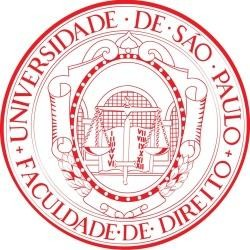 UNIVERSIDADE · DE · SÃO · PAULO
FACULDADE · DE · DIREITO